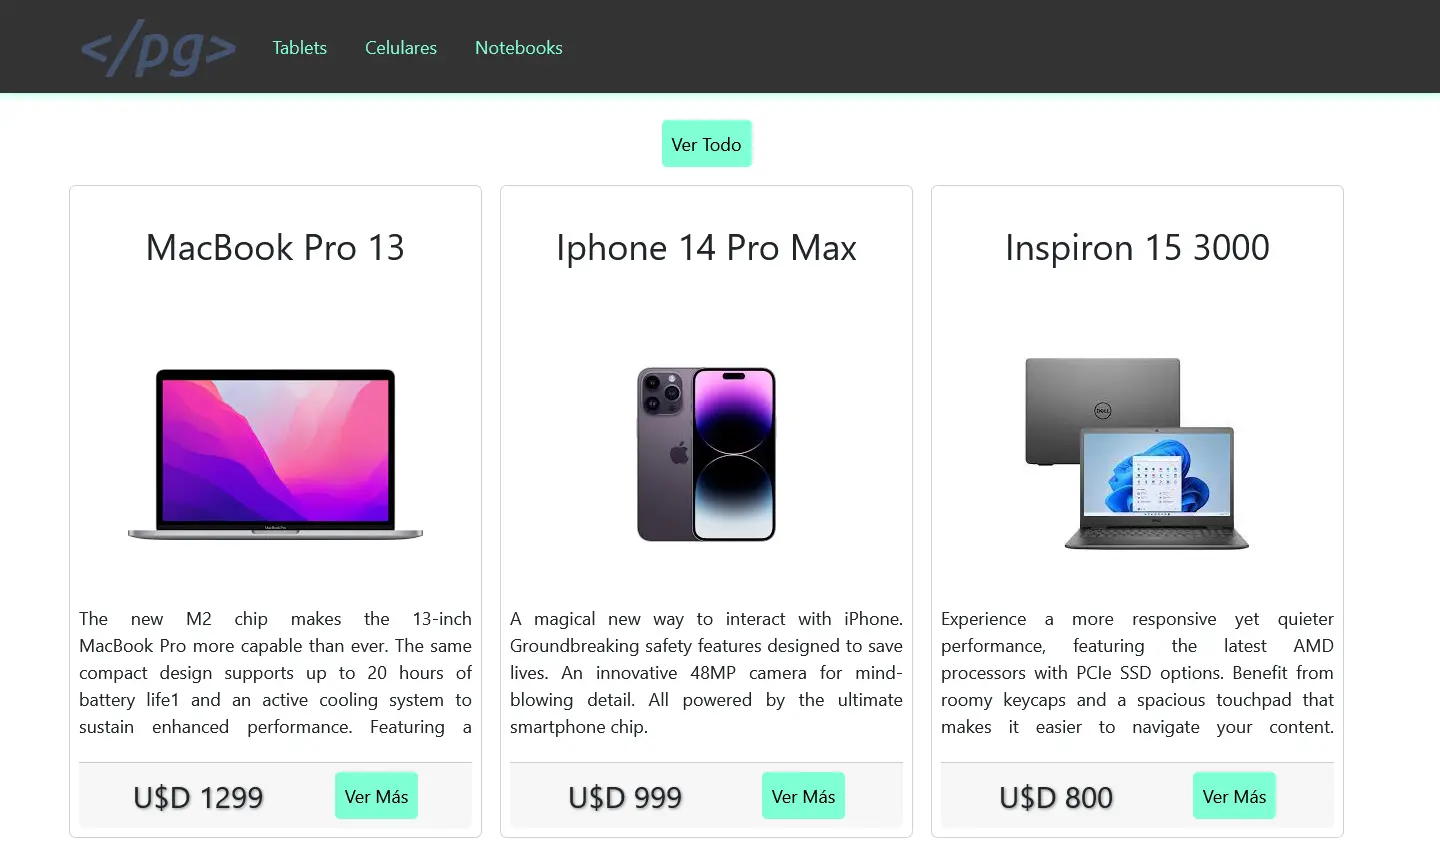 </pg>
Tablets Celulares Notebooks
Ver Todo
MacBook Pro 13
The new M2 chip makes the 13-inch
MacBook Pro more capable than ever. The same
compact design supports up to 20 hours of
battery life1 and an active cooling system to
sustain enhanced performance. Featuring a
U$D 1299
Ver Más
Iphone 14 Pro Max
A magical new way to interact with iPhone.
Groundbreaking safety features designed to save
lives. An innovative 48MP camera for mind-
blowing detail. All powered by the ultimate
smartphone chip.
U$D 999
Ver Más
Inspiron 15 3000
DELL
Experience a more responsive yet quieter
performance, featuring the latest AMD
processors with PCIe SSD options. Benefit from
roomy keycaps and a spacious touchpad that
makes it easier to navigate your content.
U$D 800
Ver Más